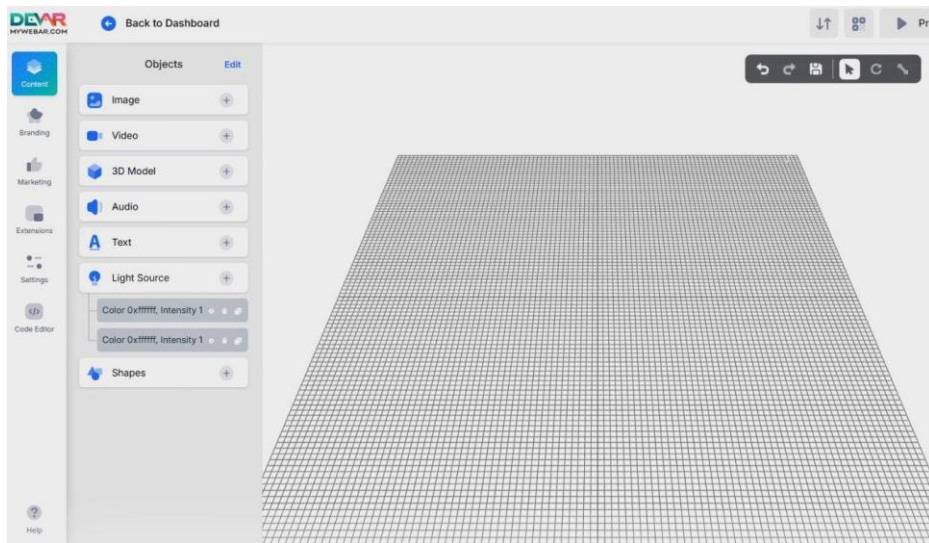 DEVAR
MYWEBAR.COM
Back to Dashboard
Pr
Content
Branding
Marketing
Extensions
Settings
Code Editor
Help
Objects Edit
Image
Video
3D Model
Audio
Text
Light Source
Color 0xffffff, Intensity 1
Color 0xffffff, Intensity 1
Shapes